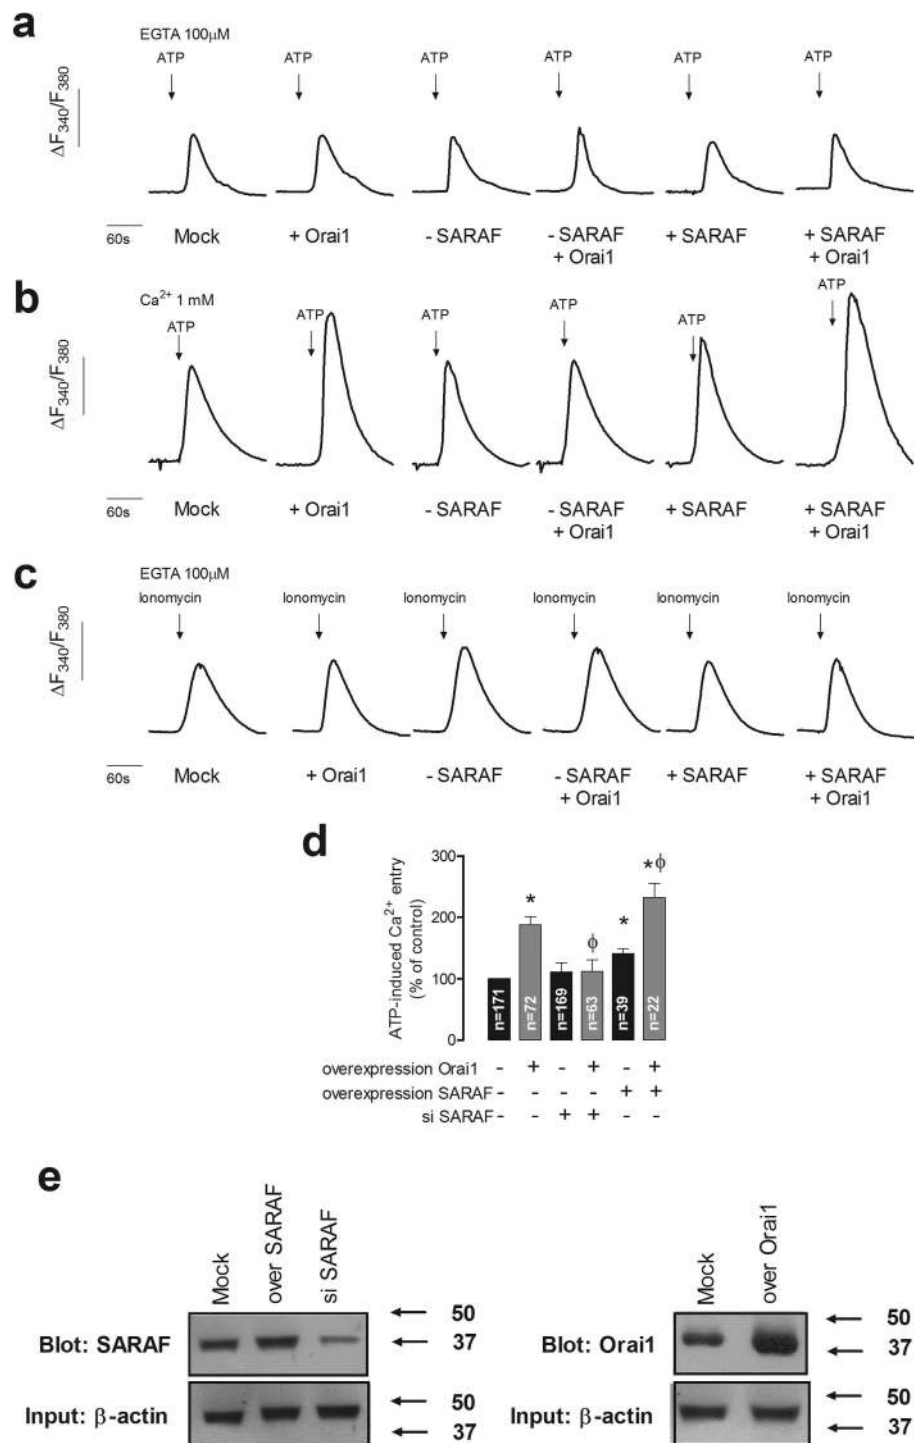 a
EGTA 100μM
ATP ATP ATP ATP ATP ATP
ΔF340/F380
60s
Mock + Orai1 - SARAF - SARAF + SARAF + SARAF
+ Orai1 + Orai1
b
Ca2+ 1 mM
ATP ATP ATP ATP ATP ATP
ΔF340/F380
60s
Mock + Orai1 - SARAF - SARAF + SARAF + SARAF
+ Orai1 + Orai1
c
EGTA 100μM
Ionomycin Ionomycin Ionomycin Ionomycin Ionomycin Ionomycin
ΔF340/F380
60s
Mock + Orai1 - SARAF - SARAF + SARAF + SARAF
+ Orai1 + Orai1
d
ATP-induced Ca2+ entry
(% of control)
300
200
100
0
* ϕ * *ϕ
n=171 n=72 n=169 n=63 n=39 n=22
overexpression Orai1 - + - + - +
overexpression SARAF - - - - + +
si SARAF - - + + - -
e
Mock over SARAF si SARAF
Mock over Orai1
Blot: SARAF
50
37
Blot: Orai1
50
37
Input: β-actin
50
37
Input: β-actin
50
37